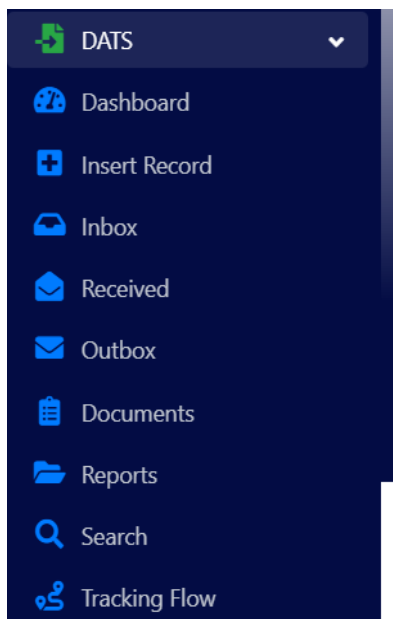 DATS
Dashboard
Insert Record
Inbox
Received
Outbox
Documents
Reports
Search
Tracking Flow